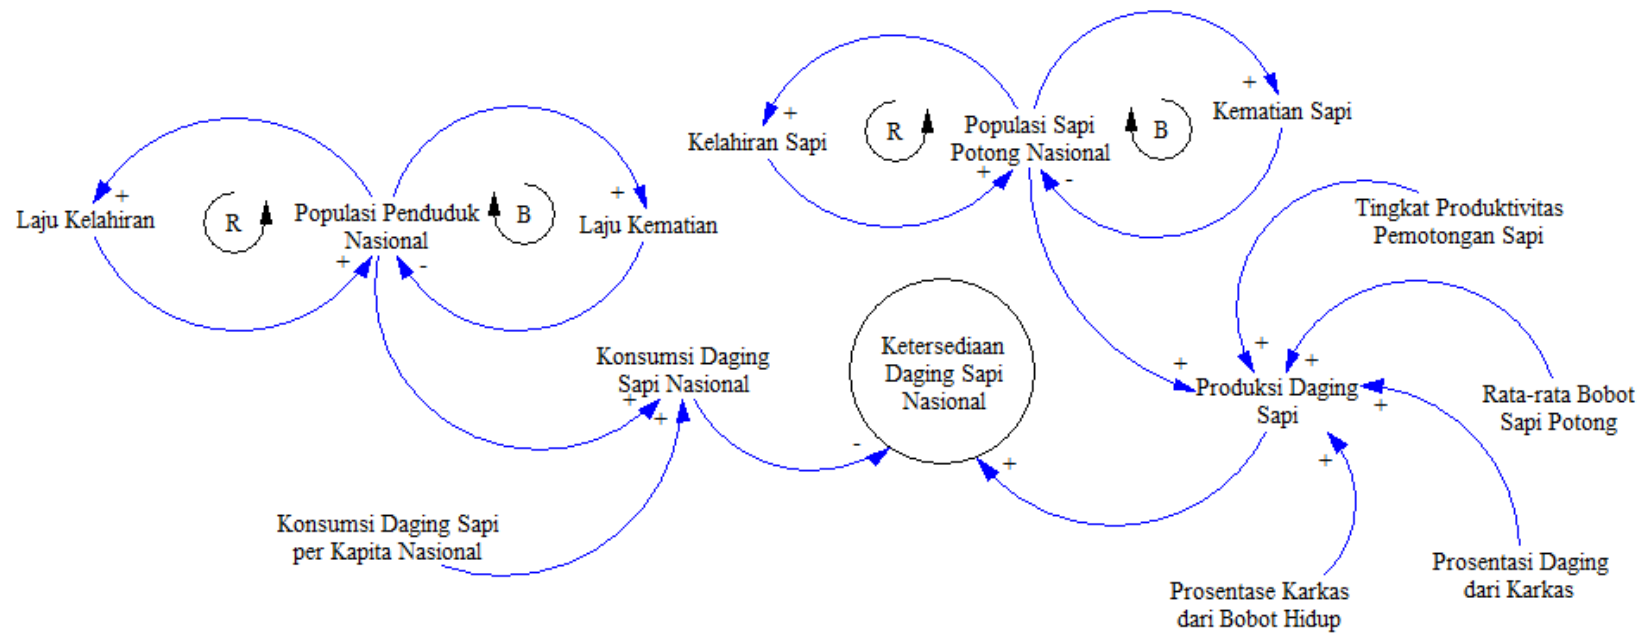 Kelahiran Sapi
+
R
Populasi Sapi
Potong Nasional
+
B
-
+
Kematian Sapi
Laju Kelahiran
+
R
Populasi Penduduk
Nasional
+
B
-
+
Laju Kematian
Tingkat Produktivitas
Pemotongan Sapi
Konsumsi Daging
Sapi Nasional
+
+
Ketersediaan
Daging Sapi
Nasional
-
+
+
+
+
Produksi Daging
Sapi
+
+
Rata-rata Bobot
Sapi Potong
Konsumsi Daging Sapi
per Kapita Nasional
Prosentase Karkas
dari Bobot Hidup
Prosentasi Daging
dari Karkas